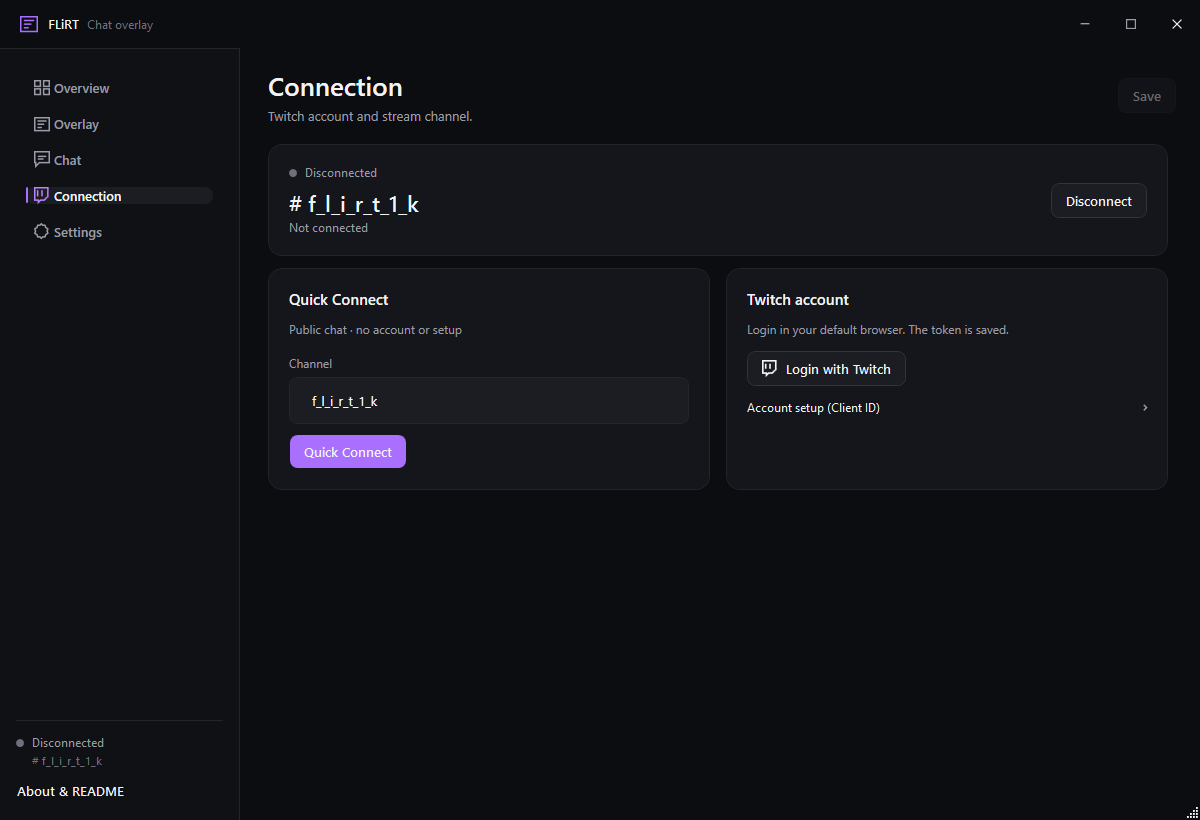 FLiRT Chat overlay
Overview
Overlay
Chat
Connection
Settings
Disconnected
# f_l_i_r_t_1_k
About & README
Connection
Twitch account and stream channel.
Save
Disconnected
# f_l_i_r_t_1_k
Not connected
Disconnect
Quick Connect
Public chat · no account or setup
Channel
f_l_i_r_t_1_k
Quick Connect
Twitch account
Login in your default browser. The token is saved.
Login with Twitch
Account setup (Client ID)